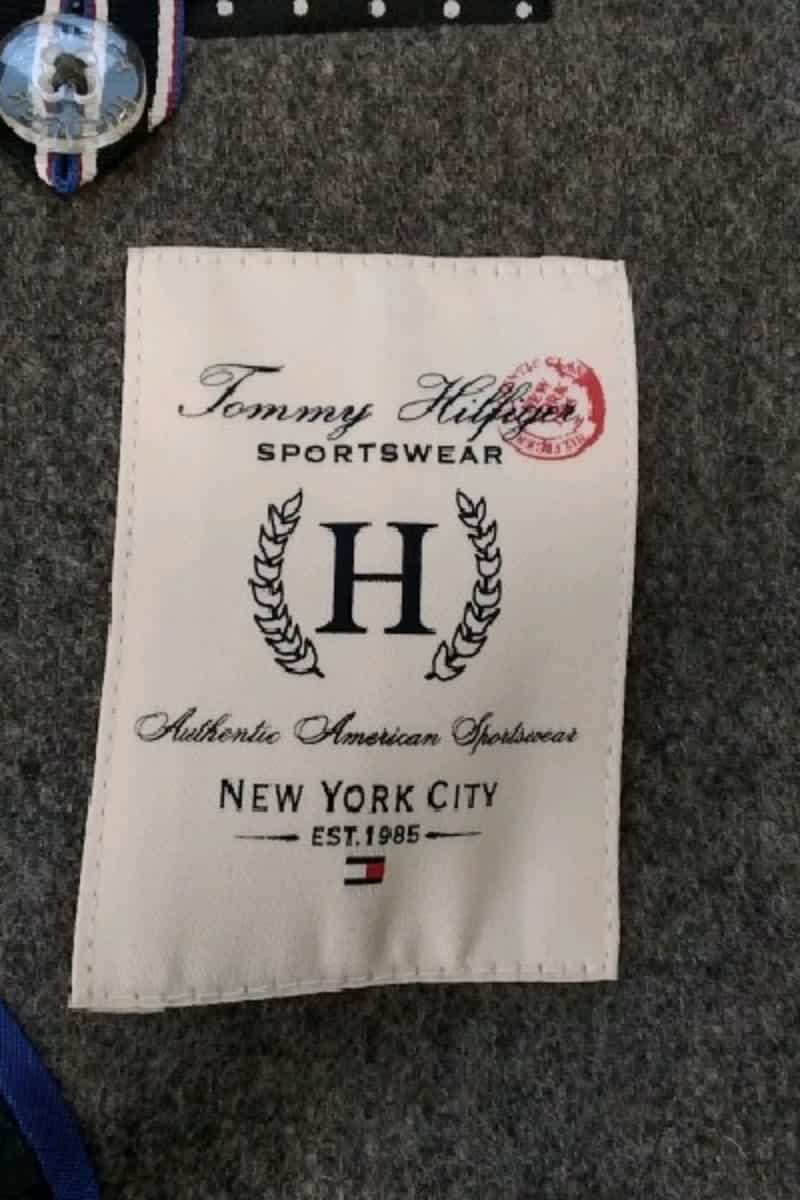 Tommy Hilfiger
SPORTSWEAR
H
Authentic American Sportswear
NEW YORK CITY
EST. 1985